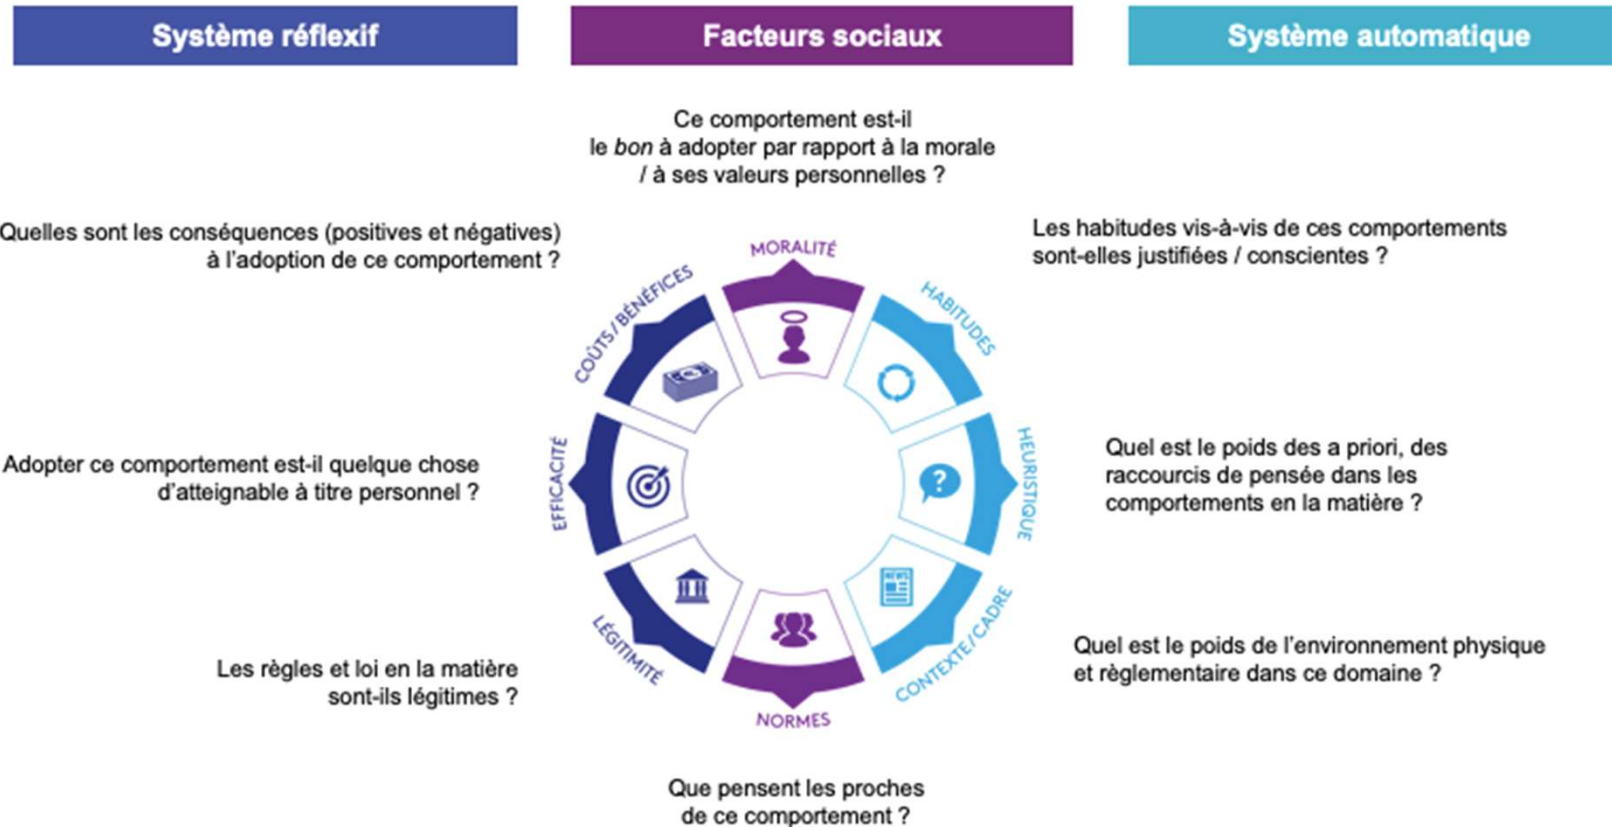 Système réflexif
Facteurs sociaux
Système automatique
Ce comportement est-il
le bon à adopter par rapport à la morale
/ à ses valeurs personnelles ?
Quelles sont les conséquences (positives et négatives)
à l'adoption de ce comportement ?
Les habitudes vis-à-vis de ces comportements
sont-elles justifiées / conscientes ?
MORALITÉ
COÛTS / BÉNÉFICES
HABITUDES
EFFICACITÉ
HEURISTIQUE
Adopter ce comportement est-il quelque chose
d'atteignable à titre personnel ?
Quel est le poids des a priori, des
raccourcis de pensée dans les
comportements en la matière ?
NEWS
LÉGITIMITÉ
CONTEXTE / CADRE
NORMES
Les règles et loi en la matière
sont-ils légitimes ?
Quel est le poids de l'environnement physique
et règlementaire dans ce domaine ?
Que pensent les proches
de ce comportement ?